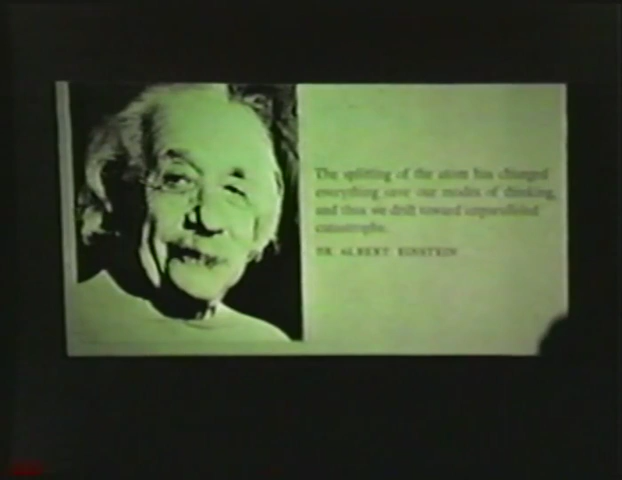 The splitting of the atom has changed
everything save our modes of thinking,
and thus we drift toward unparalleled
catastrophe.
DR ALBERT EINSTEIN